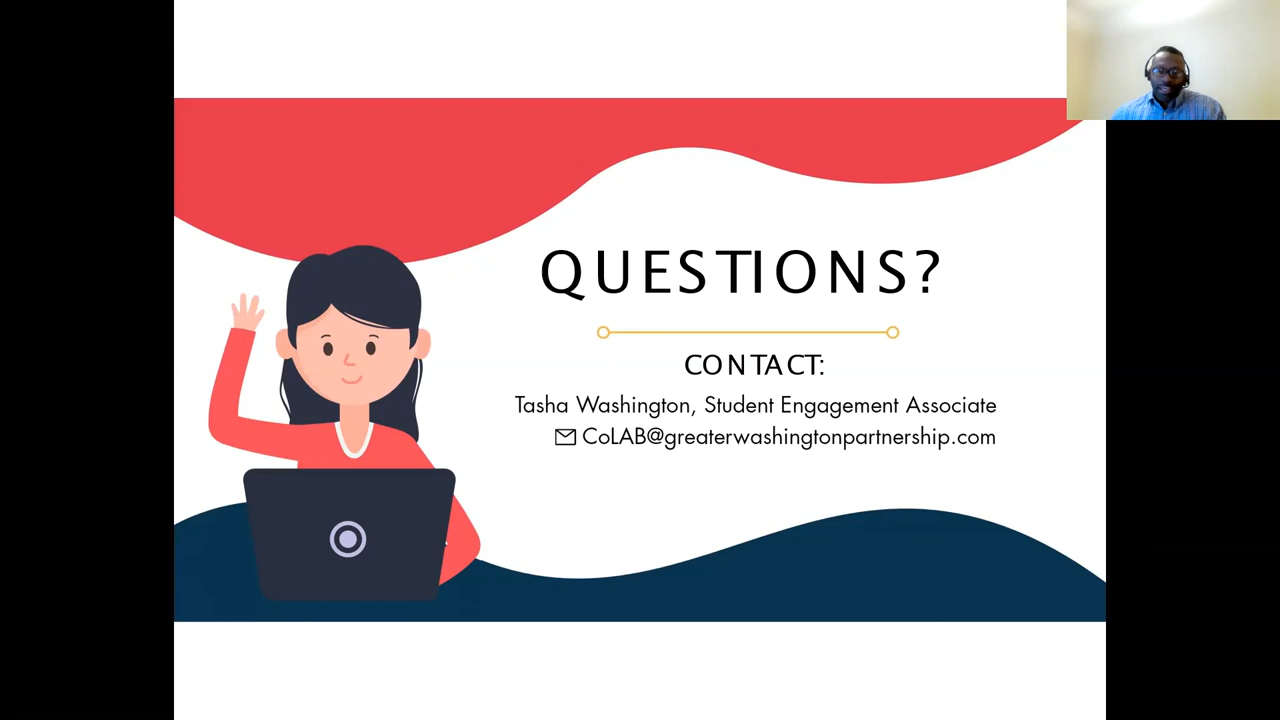 QUESTIONS?
CONTACT:
Tasha Washington, Student Engagement Associate
CoLAB@greaterwashingtonpartnership.com